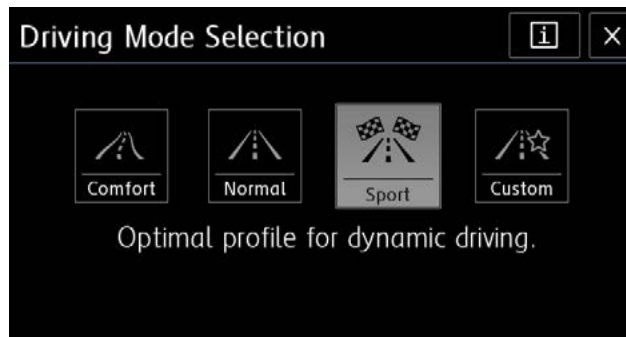 Driving Mode Selection
i
Comfort
Normal
Sport
Custom
Optimal profile for dynamic driving.